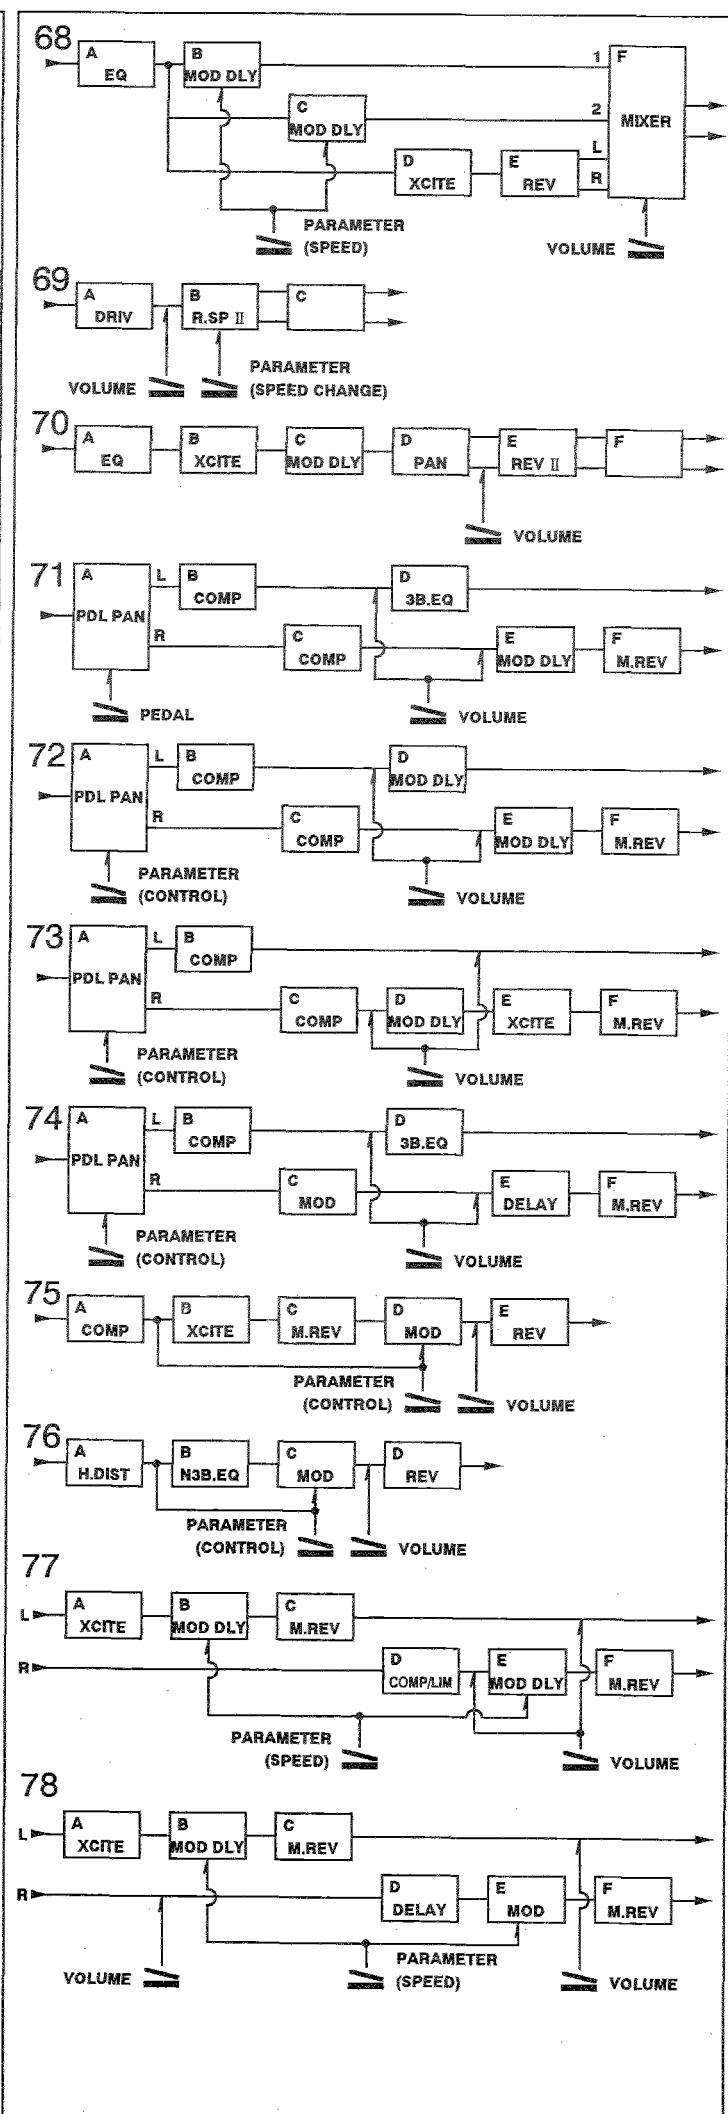 68
A
EQ
B
MOD DLY
1
F
MIXER
C
MOD DLY
2
D
XCITE
E
REV
L
R
PARAMETER
(SPEED)
VOLUME
69
A
DRIV
B
R.SP II
C
VOLUME
PARAMETER
(SPEED CHANGE)
70
A
EQ
B
XCITE
C
MOD DLY
D
PAN
E
REV II
F
VOLUME
71
A
PDL PAN
L
B
COMP
D
3B.EQ
R
C
COMP
E
MOD DLY
F
M.REV
PEDAL
VOLUME
72
A
PDL PAN
L
B
COMP
D
MOD DLY
R
C
COMP
E
MOD DLY
F
M.REV
PARAMETER
(CONTROL)
VOLUME
73
A
PDL PAN
L
B
COMP
R
C
COMP
D
MOD DLY
E
XCITE
F
M.REV
PARAMETER
(CONTROL)
VOLUME
74
A
PDL PAN
L
B
COMP
D
3B.EQ
R
C
MOD
E
DELAY
F
M.REV
PARAMETER
(CONTROL)
VOLUME
75
A
COMP
B
XCITE
C
M.REV
D
MOD
E
REV
PARAMETER
(CONTROL)
VOLUME
76
A
H.DIST
B
N3B.EQ
C
MOD
D
REV
PARAMETER
(CONTROL)
VOLUME
77
L
A
XCITE
B
MOD DLY
C
M.REV
R
D
COMP/LIM
E
MOD DLY
F
M.REV
PARAMETER
(SPEED)
VOLUME
78
L
A
XCITE
B
MOD DLY
C
M.REV
R
D
DELAY
E
MOD
F
M.REV
VOLUME
PARAMETER
(SPEED)
VOLUME